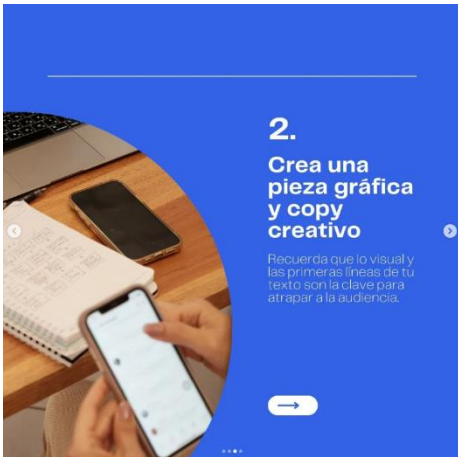 2.
Crea una
pieza gráfica
y copy
creativo
Recuerda que lo visual y
las primeras líneas de tu
texto son la clave para
atrapar a la audiencia.